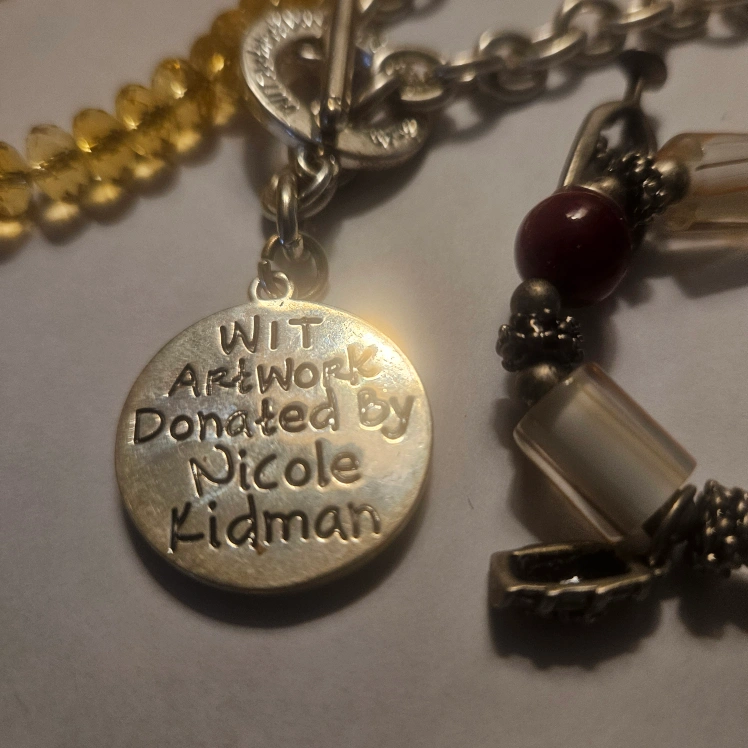 WIT
ArtWork
Donated By
Nicole
Kidman